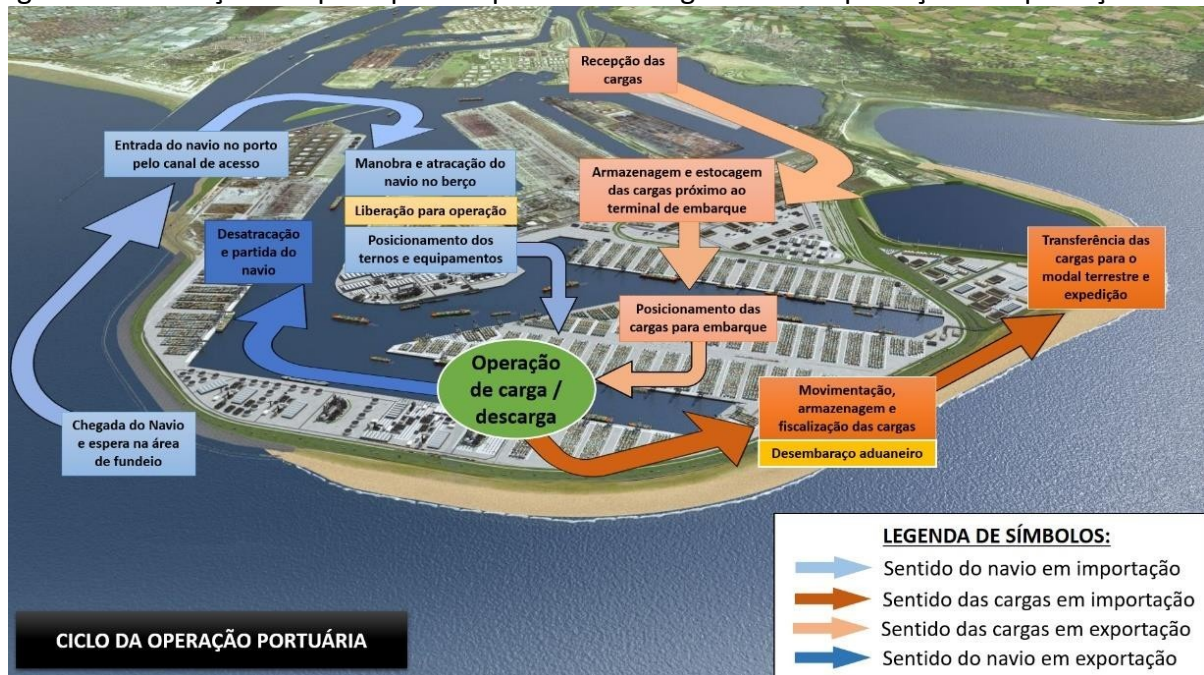 Recepção das
cargas
Entrada do navio no porto
pelo canal de acesso
Manobra e atracação do
navio no berço
Liberação para operação
Posicionamento dos
ternos e equipamentos
Armazenagem e estocagem
das cargas próximo ao
terminal de embarque
Desatracação
e partida do
navio
Transferência das
cargas para o
modal terrestre e
expedição
Posicionamento das
cargas para embarque
Operação
de carga /
descarga
Movimentação,
armazenagem e
fiscalização das cargas
Desembaraço aduaneiro
Chegada do Navio
e espera na área
de fundeio
LEGENDA DE SÍMBOLOS:
Sentido do navio em importação
Sentido das cargas em importação
Sentido das cargas em exportação
Sentido do navio em exportação
CICLO DA OPERAÇÃO PORTUÁRIA